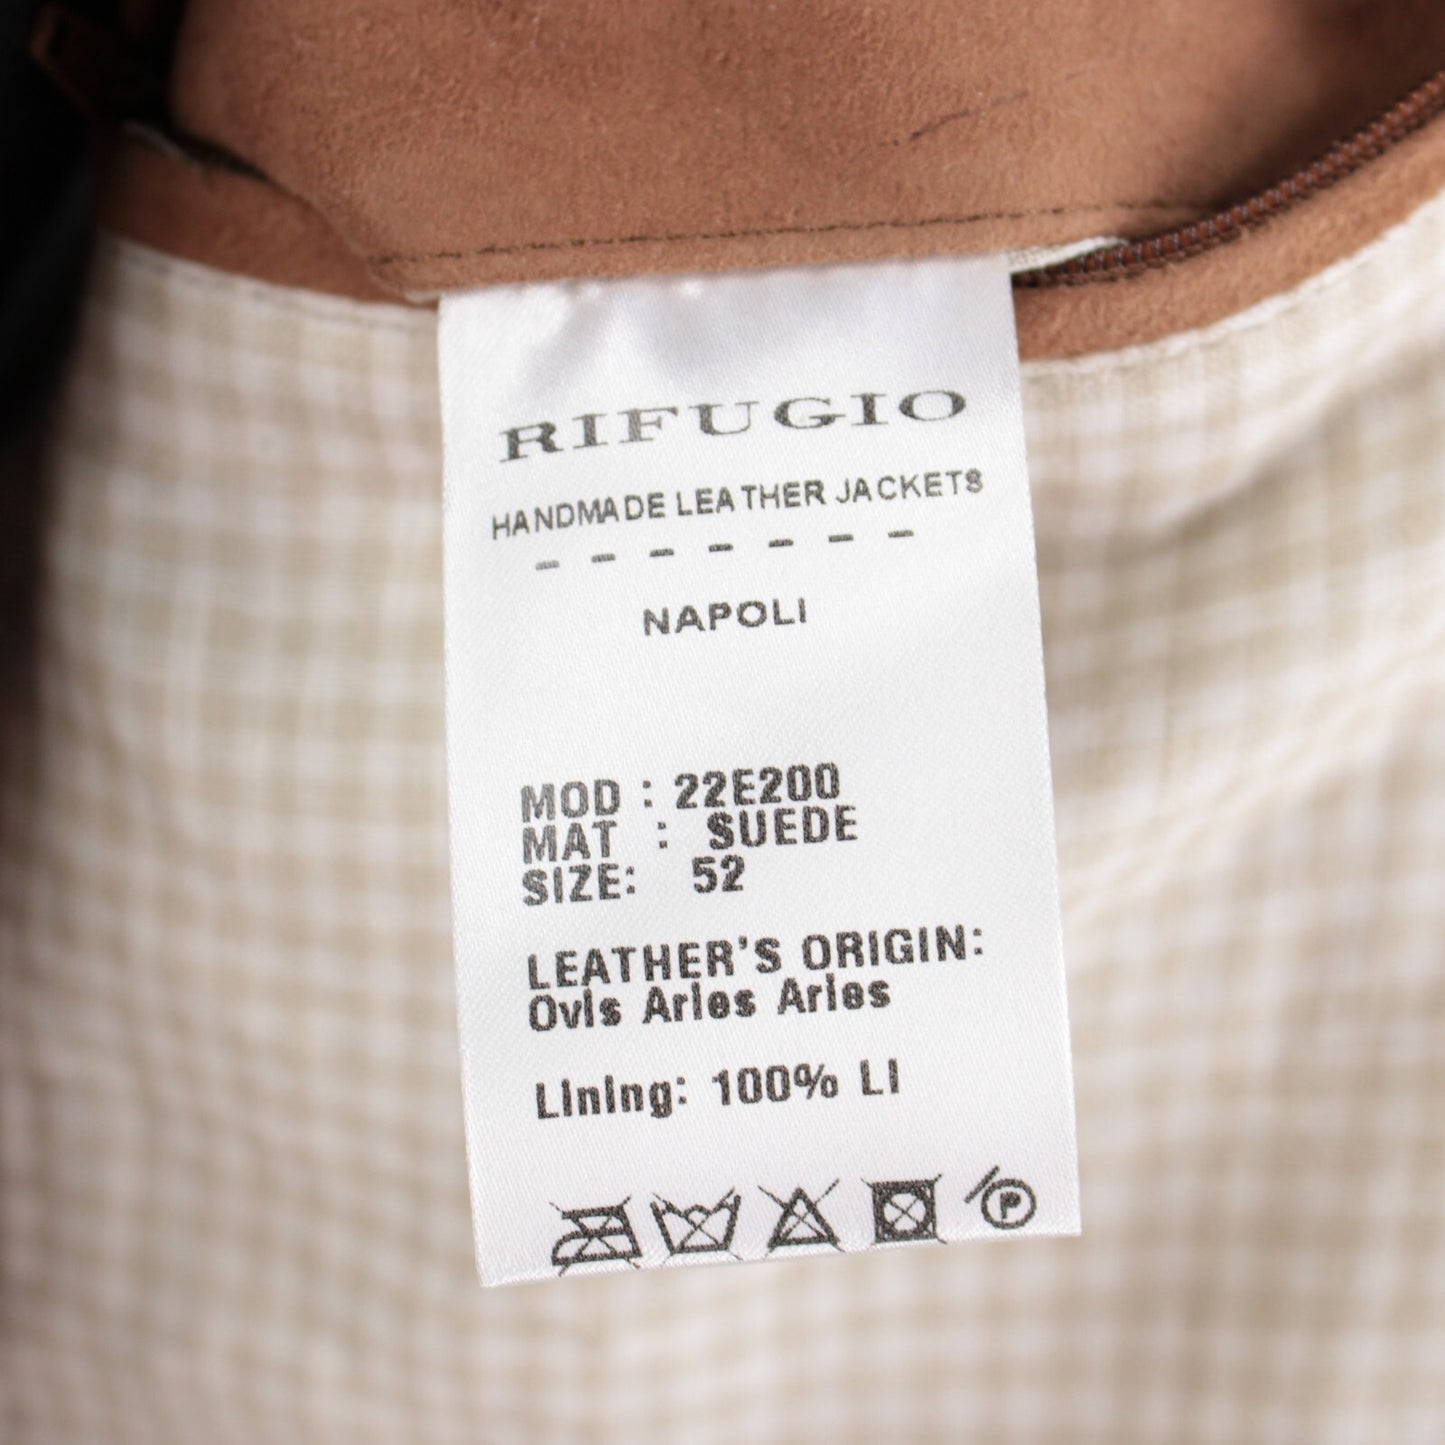 RIFUGIO
HANDMADE LEATHER JACKETS
- - - - - - -
NAPOLI
MOD : 22E200
MAT : SUEDE
SIZE: 52
LEATHER'S ORIGIN:
Ovis Aries Aries
Lining: 100% LI
P